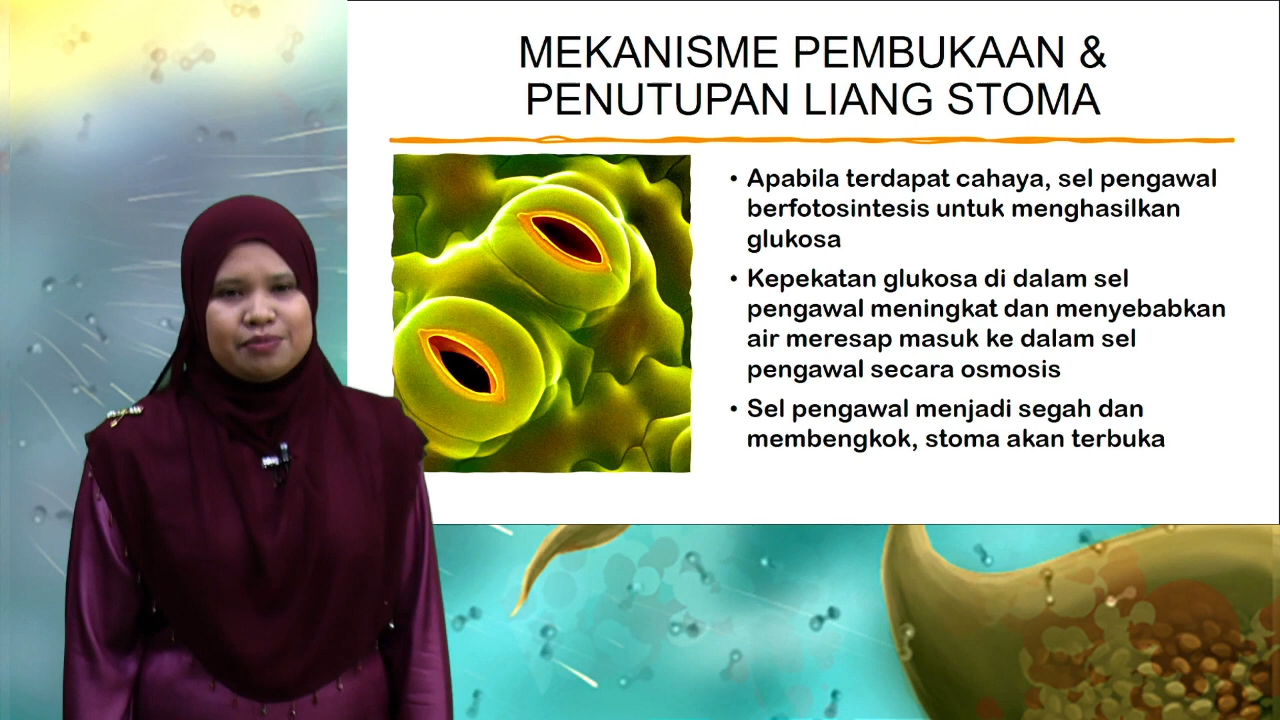 MEKANISME PEMBUKAAN &
PENUTUPAN LIANG STOMA
• Apabila terdapat cahaya, sel pengawal
berfotosintesis untuk menghasilkan
glukosa
• Kepekatan glukosa di dalam sel
pengawal meningkat dan menyebabkan
air meresap masuk ke dalam sel
pengawal secara osmosis
• Sel pengawal menjadi segah dan
membengkok, stoma akan terbuka